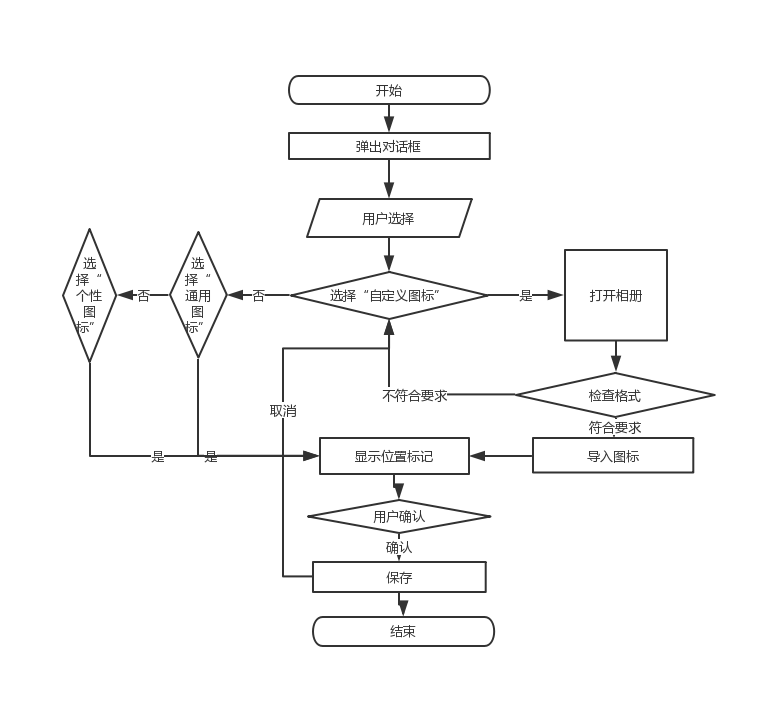 开始
弹出对话框
用户选择
选
择“
个性
图
标”
否
选
择“
通用
图
标”
否
选择“自定义图标”
是
打开相册
取消
不符合要求
检查格式
符合要求
是
是
显示位置标记
导入图标
用户确认
确认
保存
结束